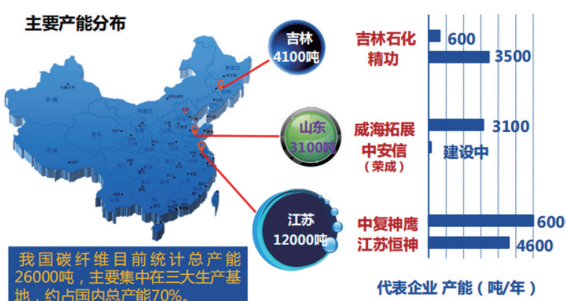 主要产能分布
吉林
4100吨
山东
3100吨
江苏
12000吨
我国碳纤维目前统计总产能
26000吨，主要集中在三大生产基
地，约占国内总产能70%。
吉林石化 600
精功 3500
威海拓展 3100
中安信 建设中
（荣成）
中复神鹰 600
江苏恒神 4600
代表企业 产能（吨/年）